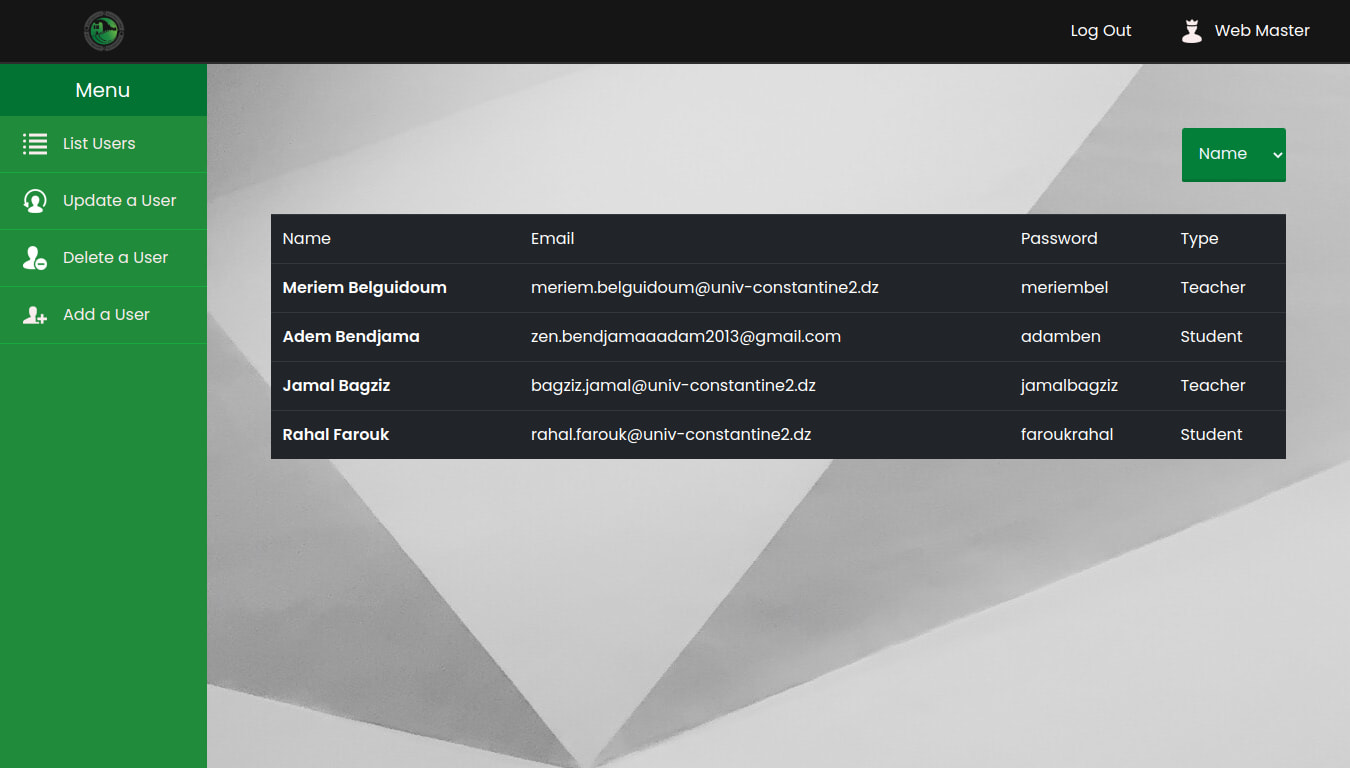 Log Out Web Master
Menu
List Users
Update a User
Delete a User
Add a User
Name
Name Email Password Type
Meriem Belguidoum meriem.belguidoum@univ-constantine2.dz meriembel Teacher
Adem Bendjama zen.bendjamaaadam2013@gmail.com adamben Student
Jamal Bagziz bagziz.jamal@univ-constantine2.dz jamalbagziz Teacher
Rahal Farouk rahal.farouk@univ-constantine2.dz faroukrahal Student